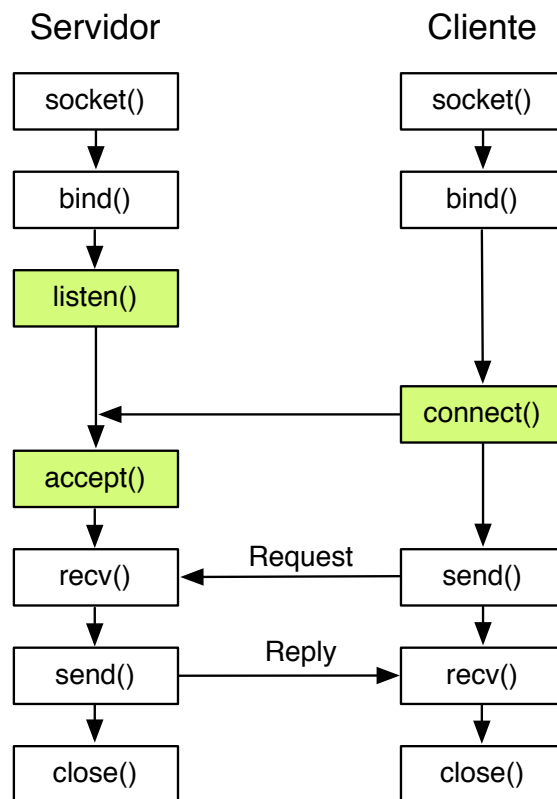 Servidor
Cliente
socket()
socket()
bind()
bind()
listen()
connect()
accept()
Request
recv()
send()
Reply
send()
recv()
close()
close()